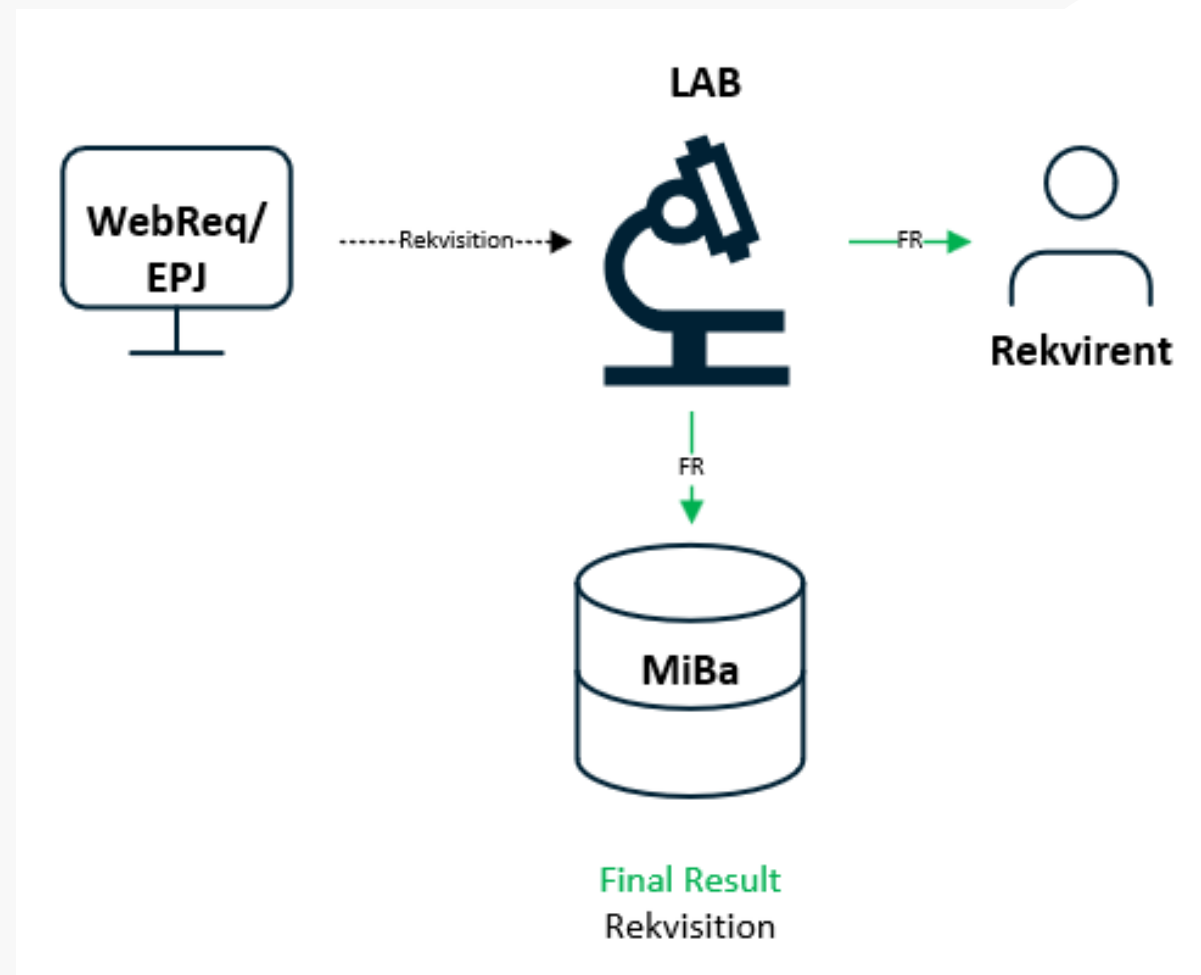 LAB
WebReq/
EPJ
Rekvisition
FR
Rekvirent
FR
MiBa
Final Result
Rekvisition